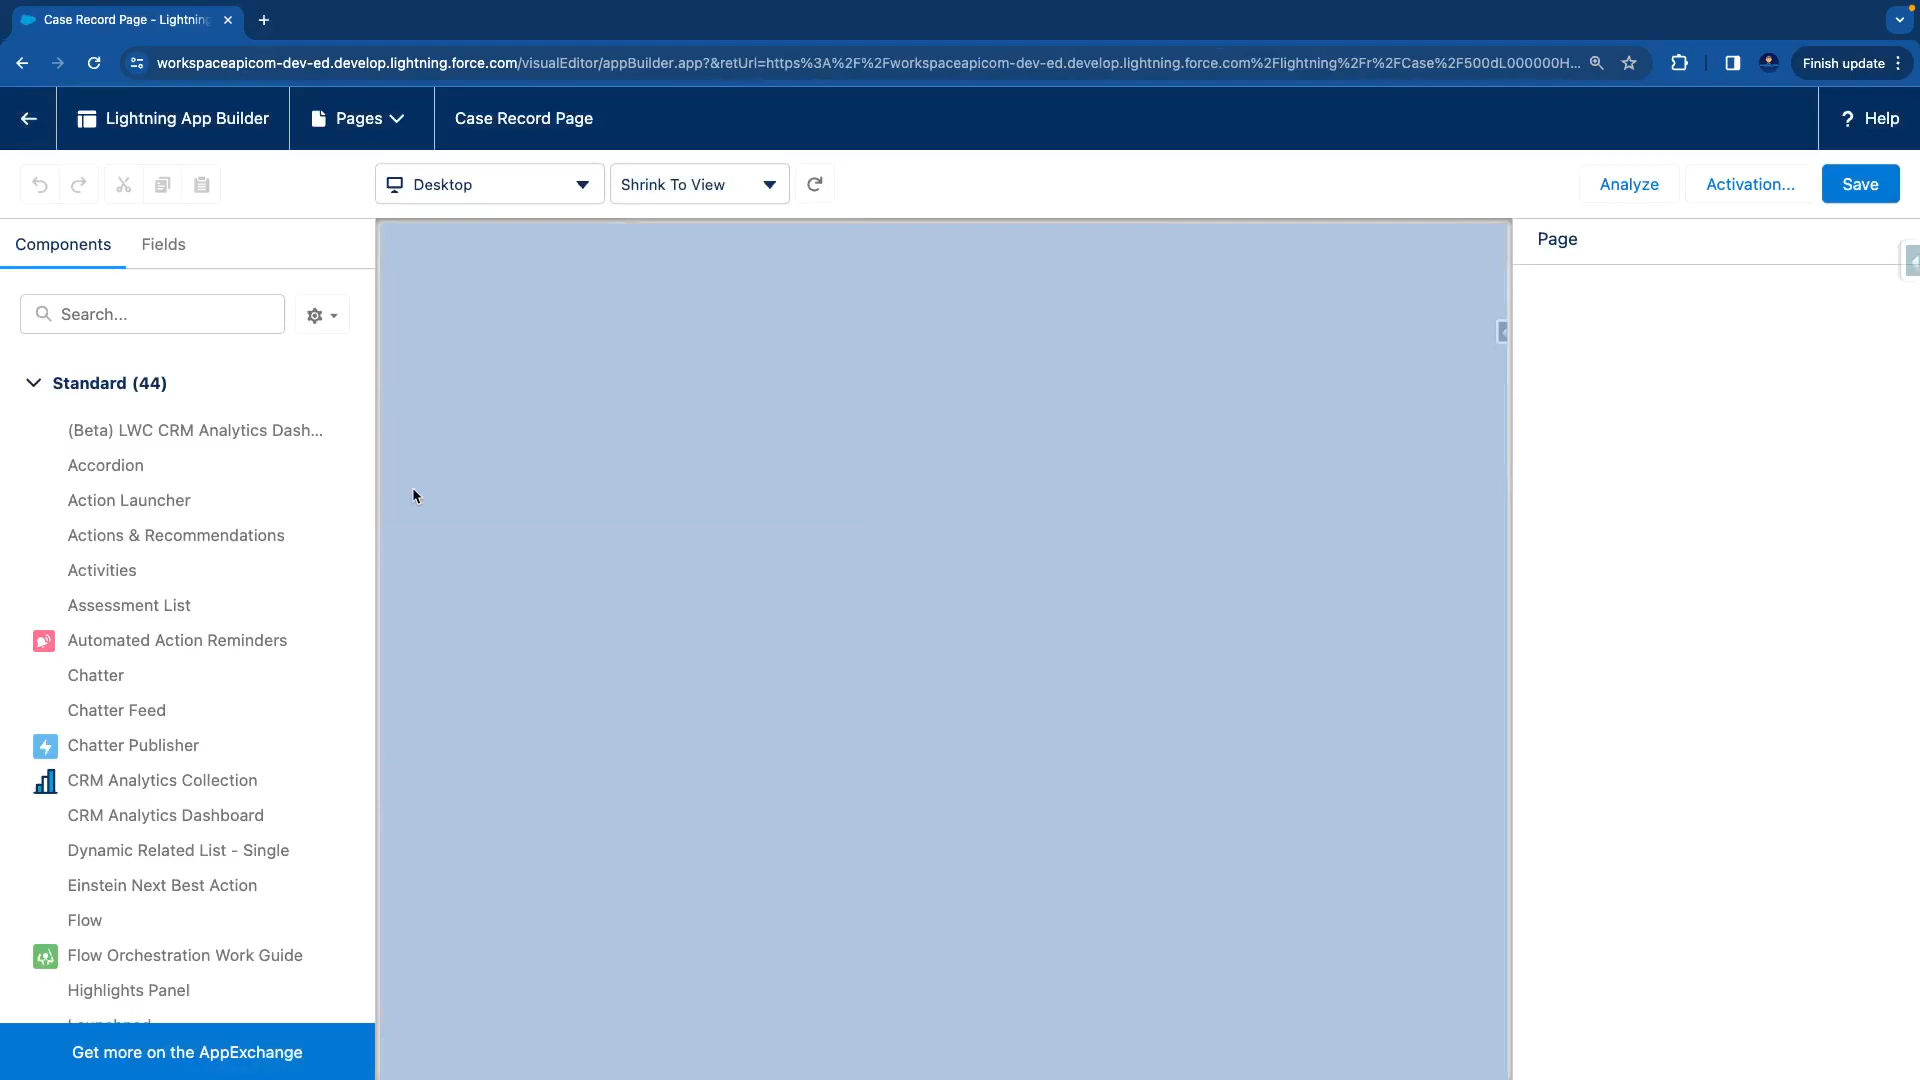 Case Record Page - Lightning
workspaceapicom-dev-ed.develop.lightning.force.com/visualEditor/appBuilder.app?&retUrl=https%3A%2F%2Fworkspaceapicom-dev-ed.develop.lightning.force.com%2Flightning%2Fr%2FCase%2F500dL000000H...
Finish update
Lightning App Builder
Pages
Case Record Page
? Help
Desktop
Shrink To View
Analyze
Activation...
Save
Components
Fields
Page
Search...
Standard (44)
(Beta) LWC CRM Analytics Dash...
Accordion
Action Launcher
Actions & Recommendations
Activities
Assessment List
Automated Action Reminders
Chatter
Chatter Feed
Chatter Publisher
CRM Analytics Collection
CRM Analytics Dashboard
Dynamic Related List - Single
Einstein Next Best Action
Flow
Flow Orchestration Work Guide
Highlights Panel
Get more on the AppExchange